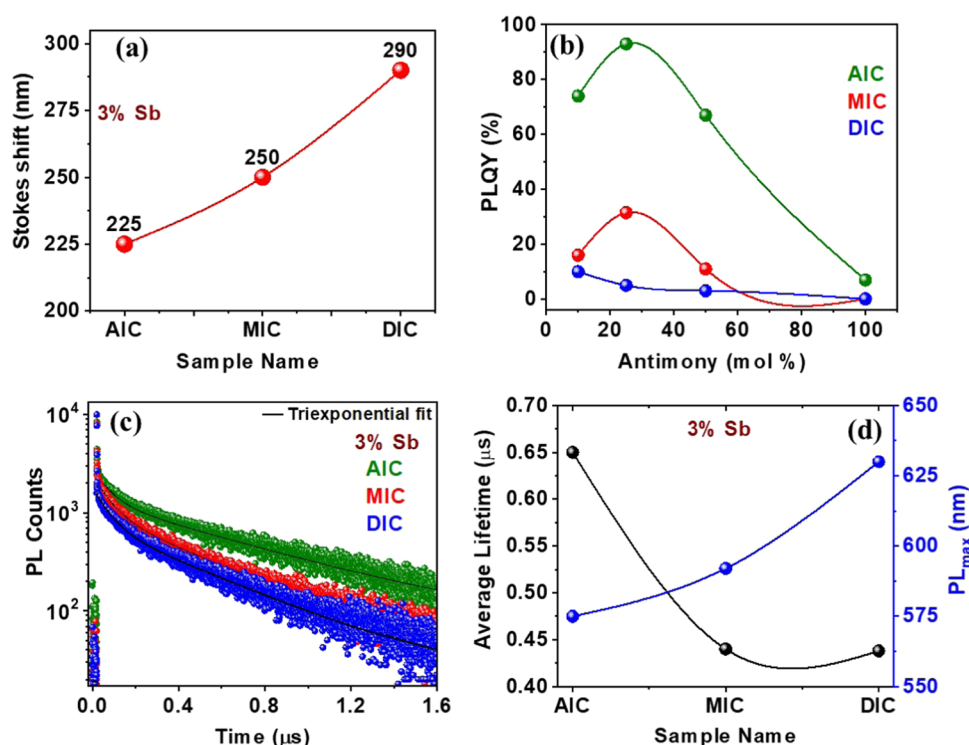 (a)
3% Sb
225
250
290
300
275
250
225
200
Stokes shift (nm)
AIC MIC DIC
Sample Name
(b)
AIC
MIC
DIC
100
80
60
40
20
0
PLQY (%)
0 20 40 60 80 100
Antimony (mol %)
(c)
Triexponential fit
3% Sb
AIC
MIC
DIC
10^4
10^3
10^2
PL Counts
0.0 0.4 0.8 1.2 1.6
Time (μs)
(d)
3% Sb
0.70
0.65
0.60
0.55
0.50
0.45
0.40
Average Lifetime (μs)
650
625
600
575
550
PLmax (nm)
AIC MIC DIC
Sample Name